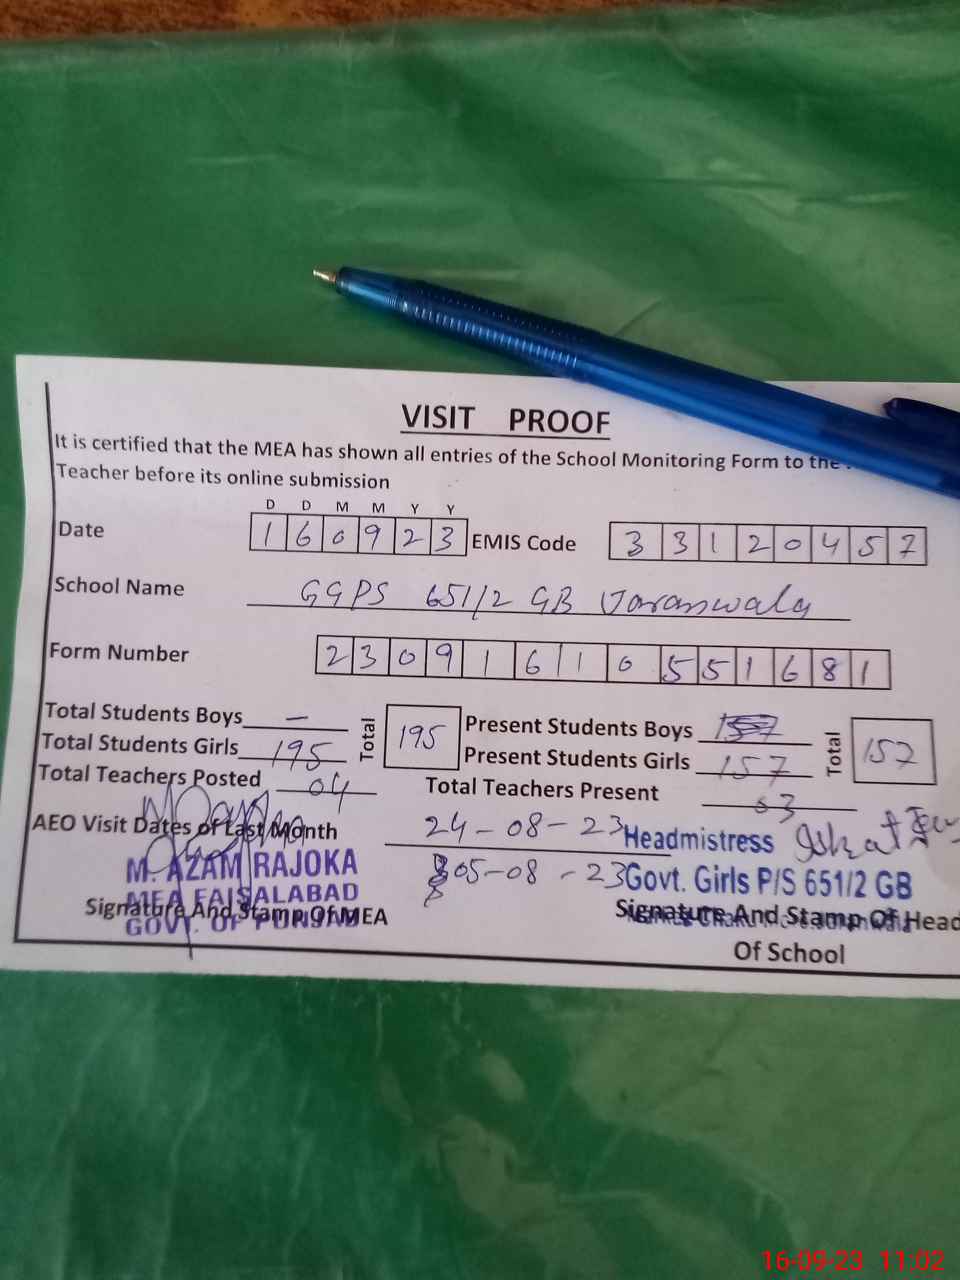 VISIT PROOF
It is certified that the MEA has shown all entries of the School Monitoring Form to the
Teacher before its online submission
D D M M Y Y
Date 1 6 0 9 2 3 EMIS Code 3 3 1 2 0 4 5 7
School Name GGPS 651/2 GB
Form Number 2 3 0 9 1 6 1 0 5 5 1 6 8 1
Total Students Boys — Total 195 Present Students Boys Total 157
Total Students Girls 195 Present Students Girls 157
Total Teachers Posted 04 Total Teachers Present 03
AEO Visit Dates of Last Month 24-08-23 Headmistress
M. AZAM RAJOKA 05-08-23 Govt. Girls P/S 651/2 GB
MEA FAISALABAD
Signature And Stamp Of MEA Signature And Stamp Of Head
GOVT. OF PUNJAB
Of School
16-09-23 11:02